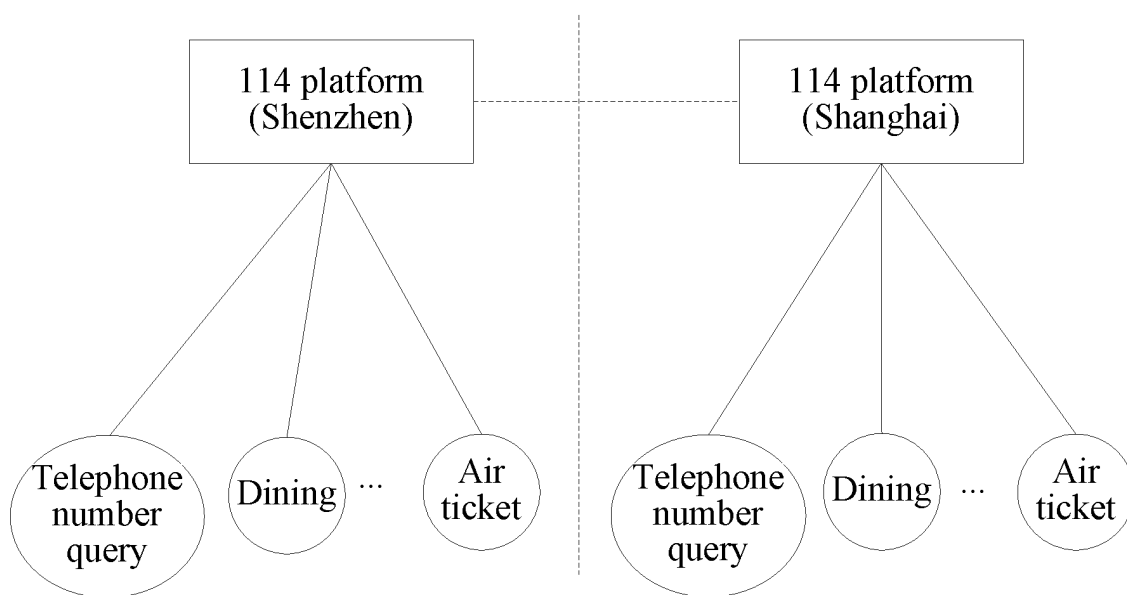 114 platform
(Shenzhen)
114 platform
(Shanghai)
Telephone
number
query
Dining
...
Air
ticket
Telephone
number
query
Dining
...
Air
ticket